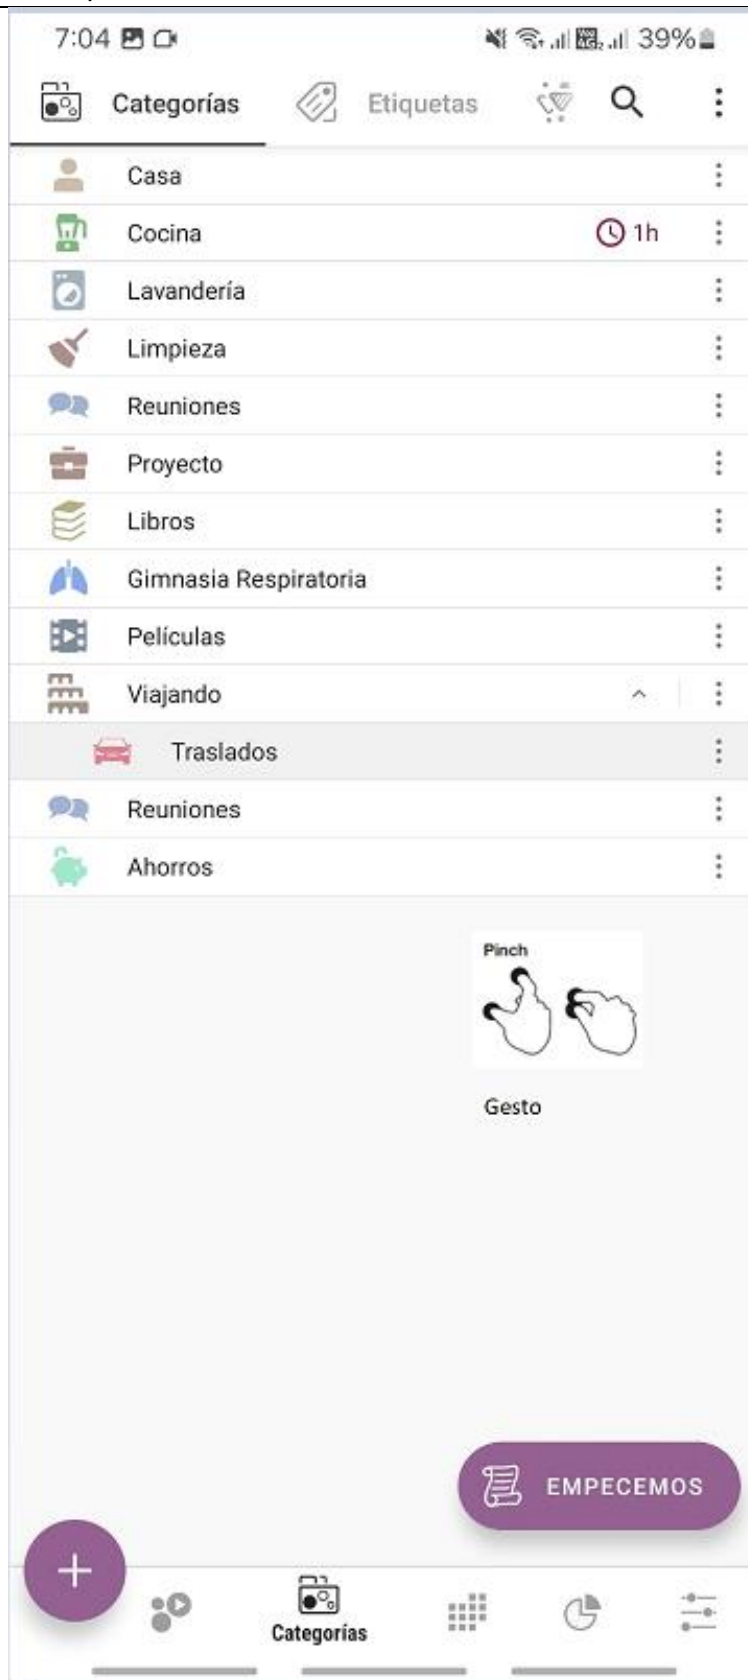 7:04 39%
Categorías Etiquetas
Casa
Cocina 1h
Lavandería
Limpieza
Reuniones
Proyecto
Libros
Gimnasia Respiratoria
Películas
Viajando
Traslados
Reuniones
Ahorros
Pinch
Gesto
EMPECEMOS
+
Categorías